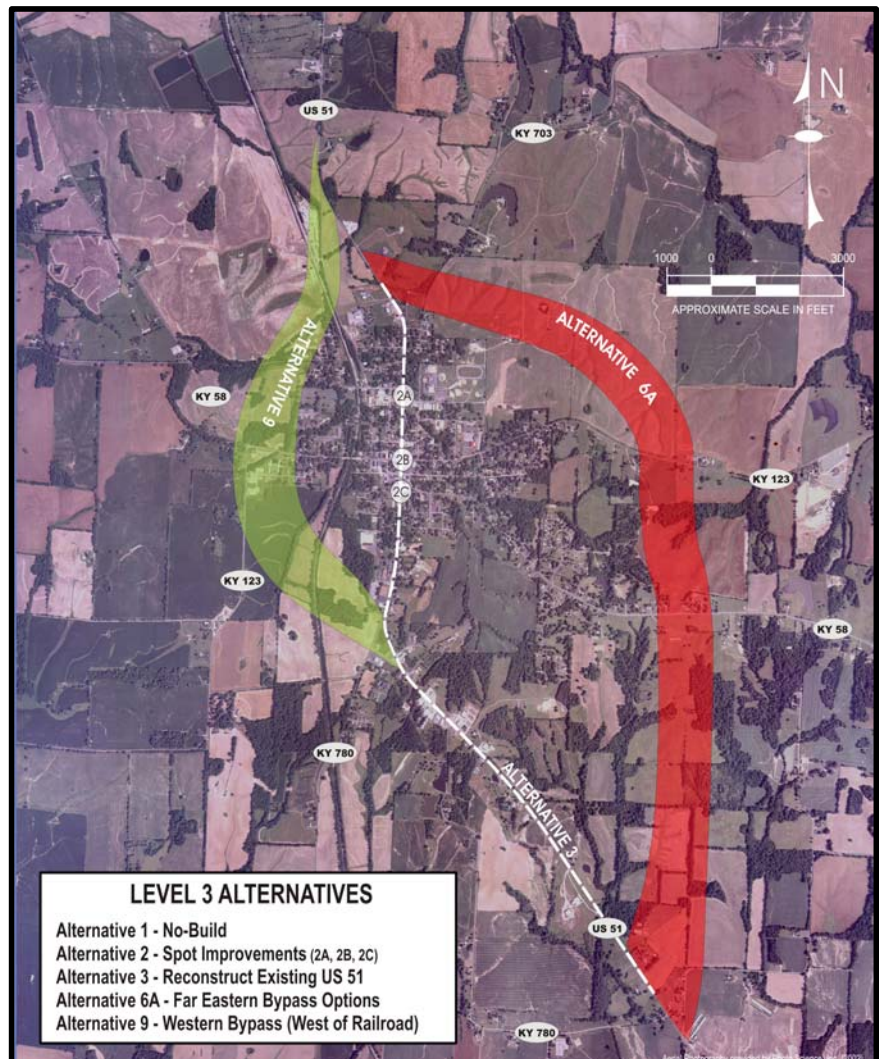 US 51
KY 703
N
1000 0 3000
APPROXIMATE SCALE IN FEET
ALTERNATIVE 6A
ALTERNATIVE 9
KY 58
2A
2B
KY 123
2C
KY 123
KY 58
KY 780
ALTERNATIVE 3
US 51
KY 780
LEVEL 3 ALTERNATIVES
Alternative 1 - No-Build
Alternative 2 - Spot Improvements (2A, 2B, 2C)
Alternative 3 - Reconstruct Existing US 51
Alternative 6A - Far Eastern Bypass Options
Alternative 9 - Western Bypass (West of Railroad)